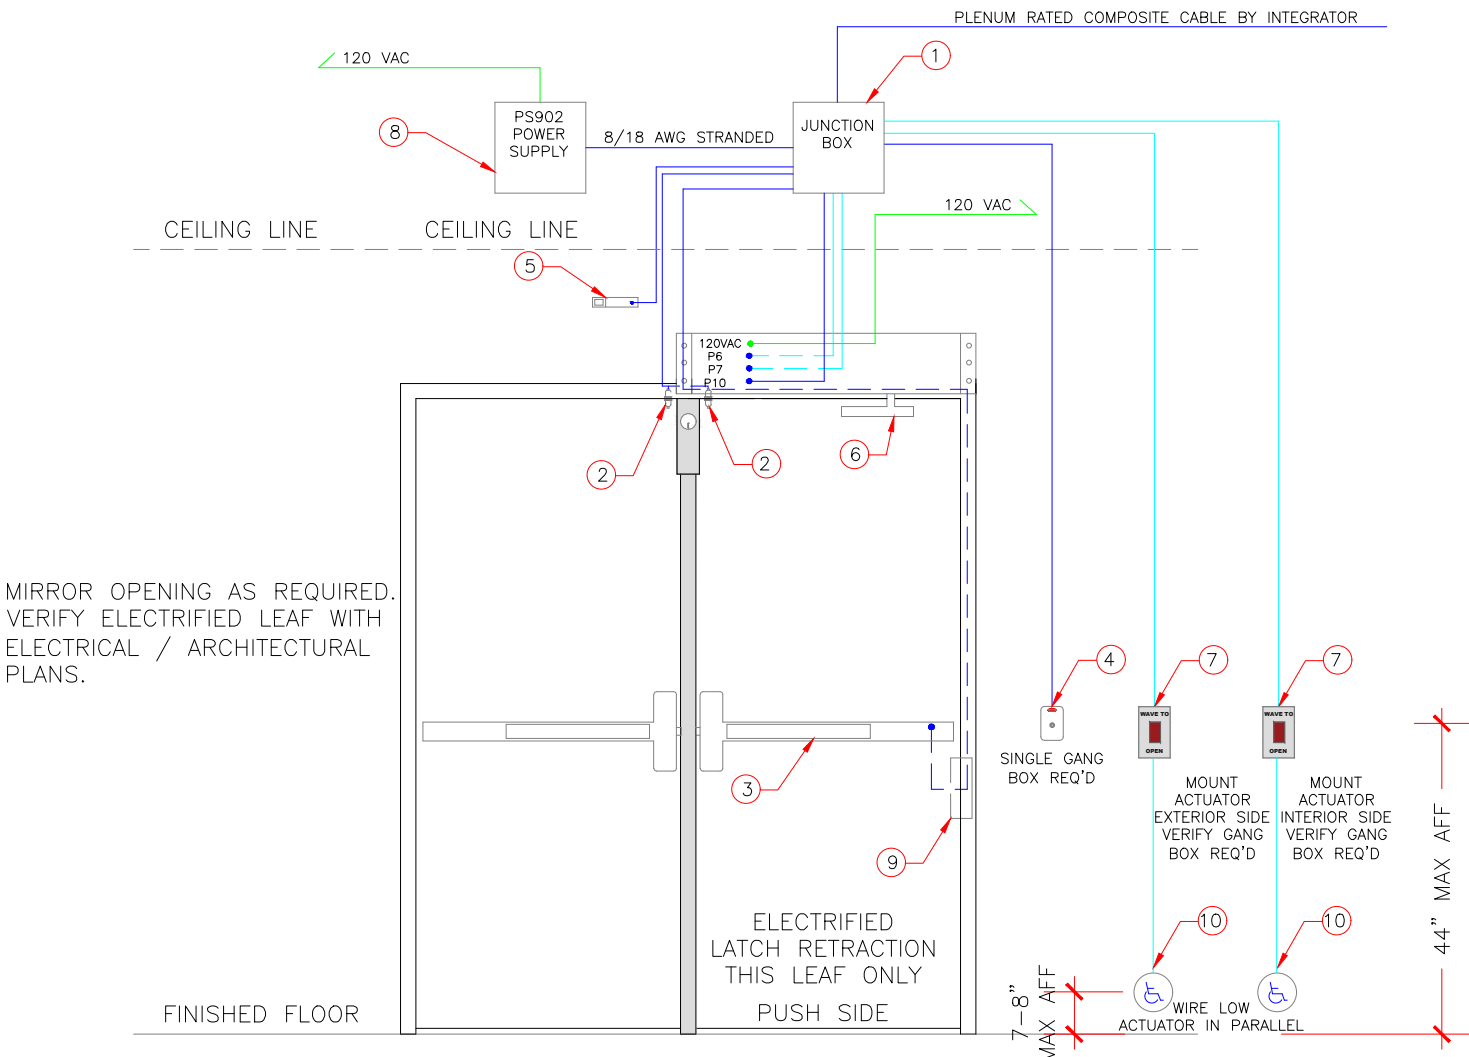 PLENUM RATED COMPOSITE CABLE BY INTEGRATOR
120 VAC
1
PS902
POWER
SUPPLY
8
8/18 AWG STRANDED
JUNCTION
BOX
120 VAC
CEILING LINE
CEILING LINE
5
120VAC
P6
P7
P10
2
2
6
MIRROR OPENING AS REQUIRED.
VERIFY ELECTRIFIED LEAF WITH
ELECTRICAL / ARCHITECTURAL
PLANS.
4
7
7
WAVE TO
OPEN
WAVE TO
OPEN
SINGLE GANG
BOX REQ'D
3
MOUNT
ACTUATOR
EXTERIOR SIDE
VERIFY GANG
BOX REQ'D
MOUNT
ACTUATOR
INTERIOR SIDE
VERIFY GANG
BOX REQ'D
44" MAX AFF
9
ELECTRIFIED
LATCH RETRACTION
THIS LEAF ONLY
PUSH SIDE
10
10
7-8"
MAX AFF
WIRE LOW
ACTUATOR IN PARALLEL
FINISHED FLOOR